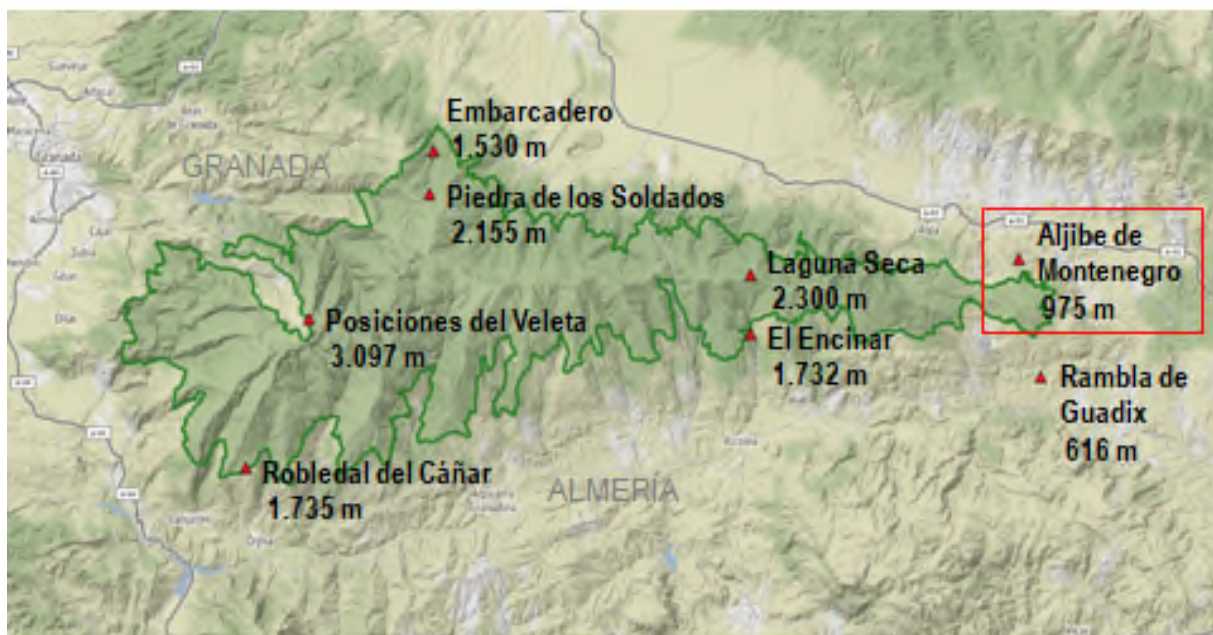 Embarcadero
1.530 m
GRANADA
Piedra de los Soldados
2.155 m
Granada
Aljibe de
Montenegro
975 m
Laguna Seca
2.300 m
Posiciones del Veleta
3.097 m
El Encinar
1.732 m
Rambla de
Guadix
616 m
Robledal del Cáñar
1.735 m
ALMERÍA